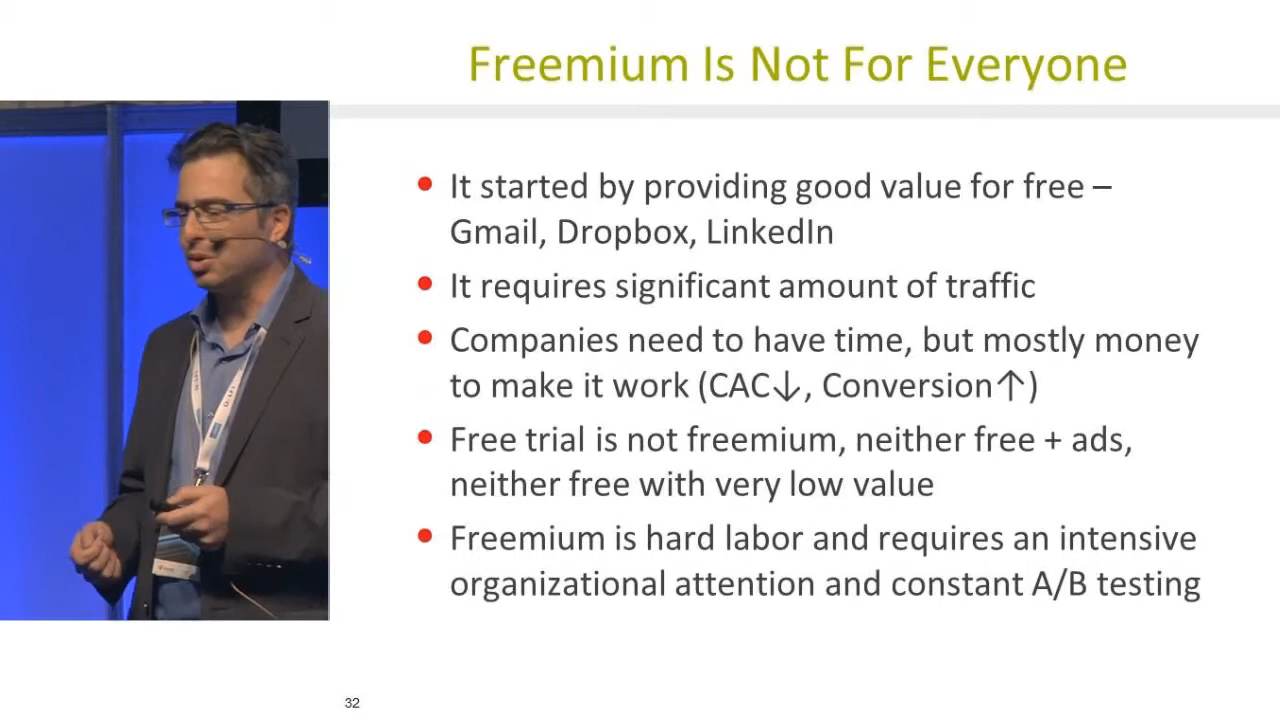 Freemium Is Not For Everyone
• It started by providing good value for free –
Gmail, Dropbox, LinkedIn
• It requires significant amount of traffic
• Companies need to have time, but mostly money
to make it work (CAC↓, Conversion↑)
• Free trial is not freemium, neither free + ads,
neither free with very low value
• Freemium is hard labor and requires an intensive
organizational attention and constant A/B testing
32